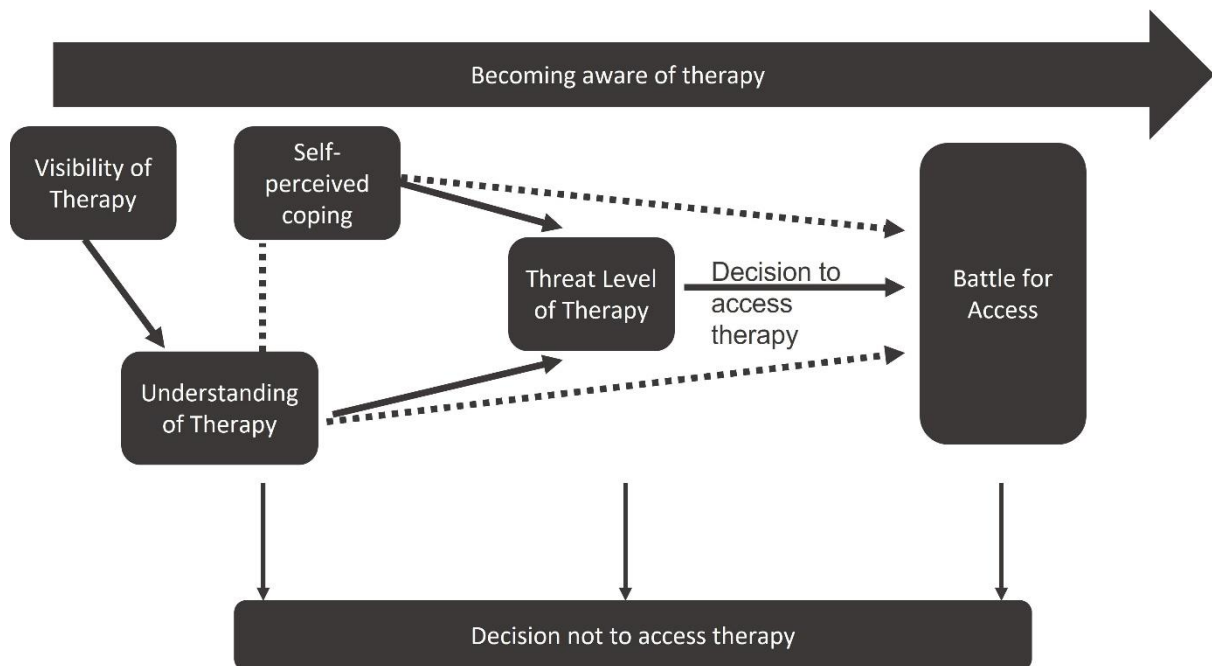 Becoming aware of therapy
Visibility of
Therapy
Self-
perceived
coping
Threat Level
of Therapy
Decision to
access
therapy
Battle for
Access
Understanding
of Therapy
Decision not to access therapy